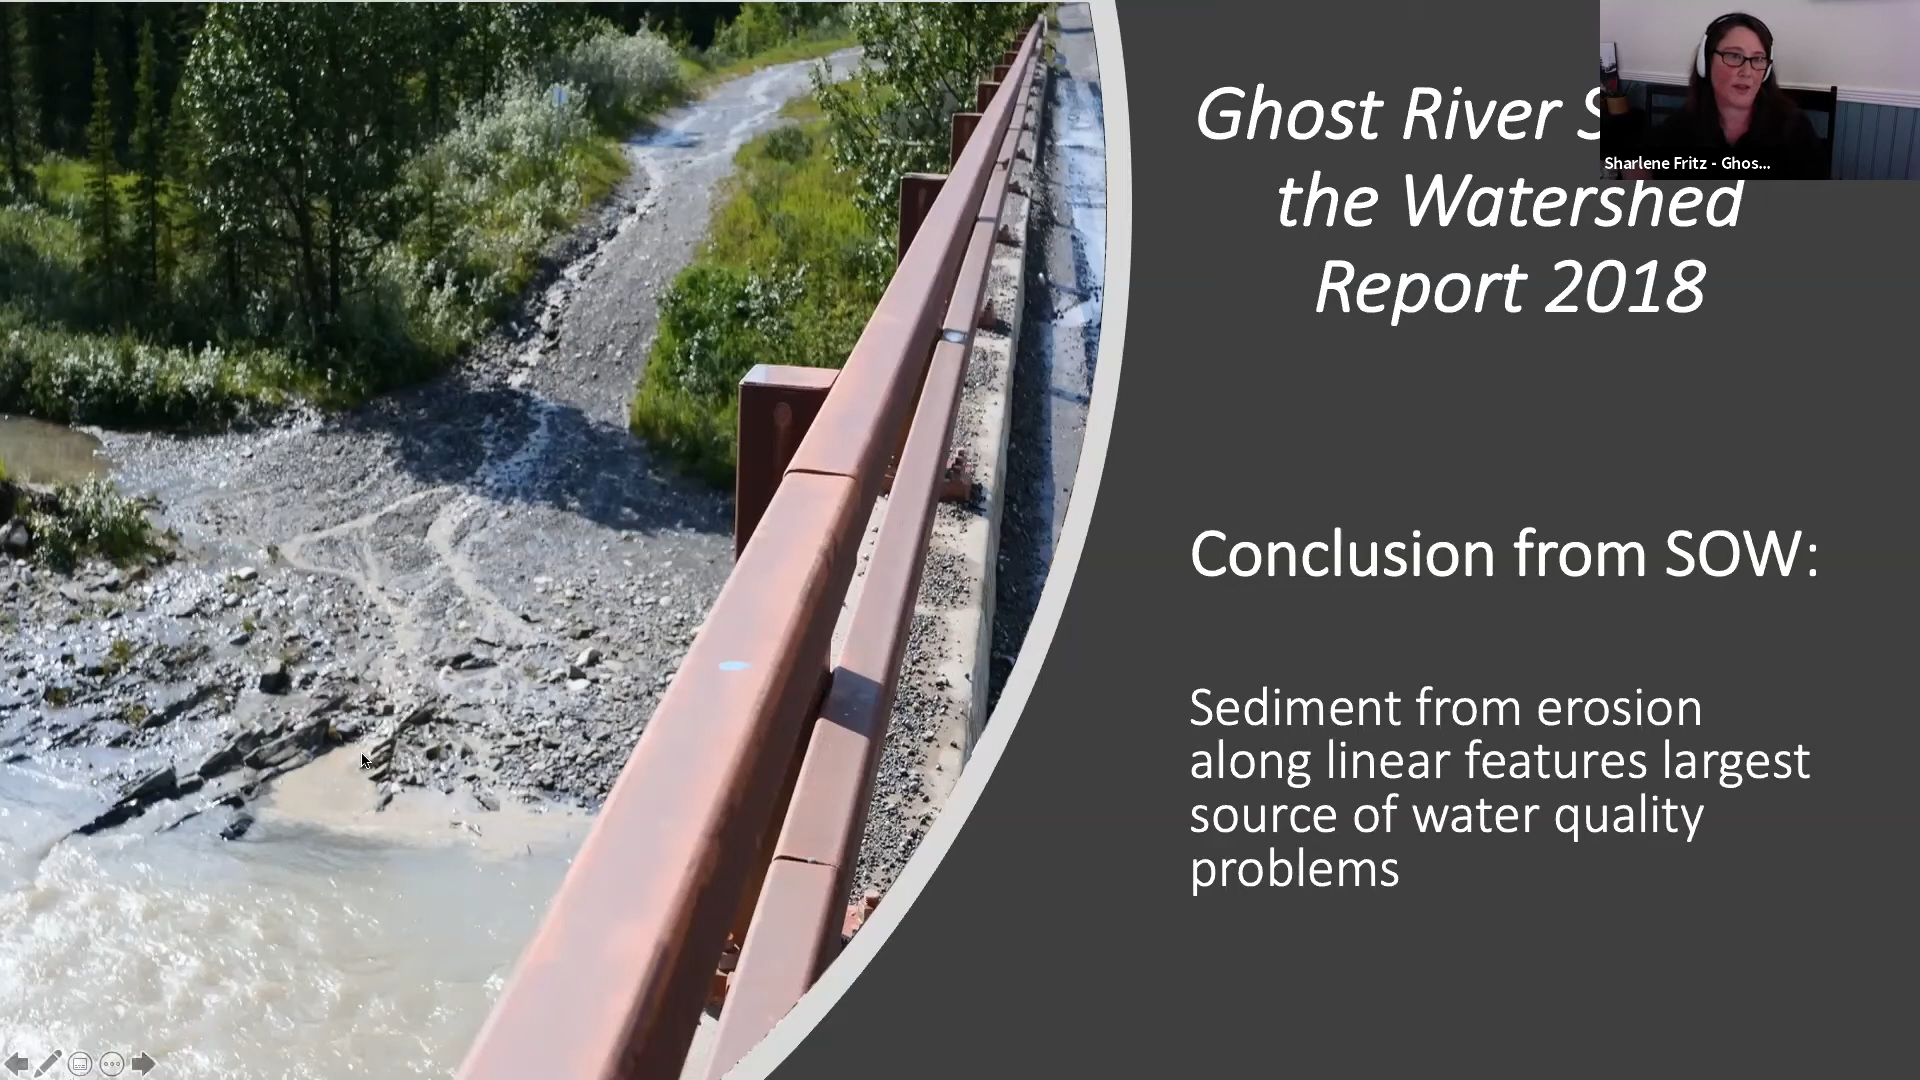 Ghost River S
the Watershed
Report 2018
Sharlene Fritz - Ghos...
Conclusion from SOW:
Sediment from erosion
along linear features largest
source of water quality
problems